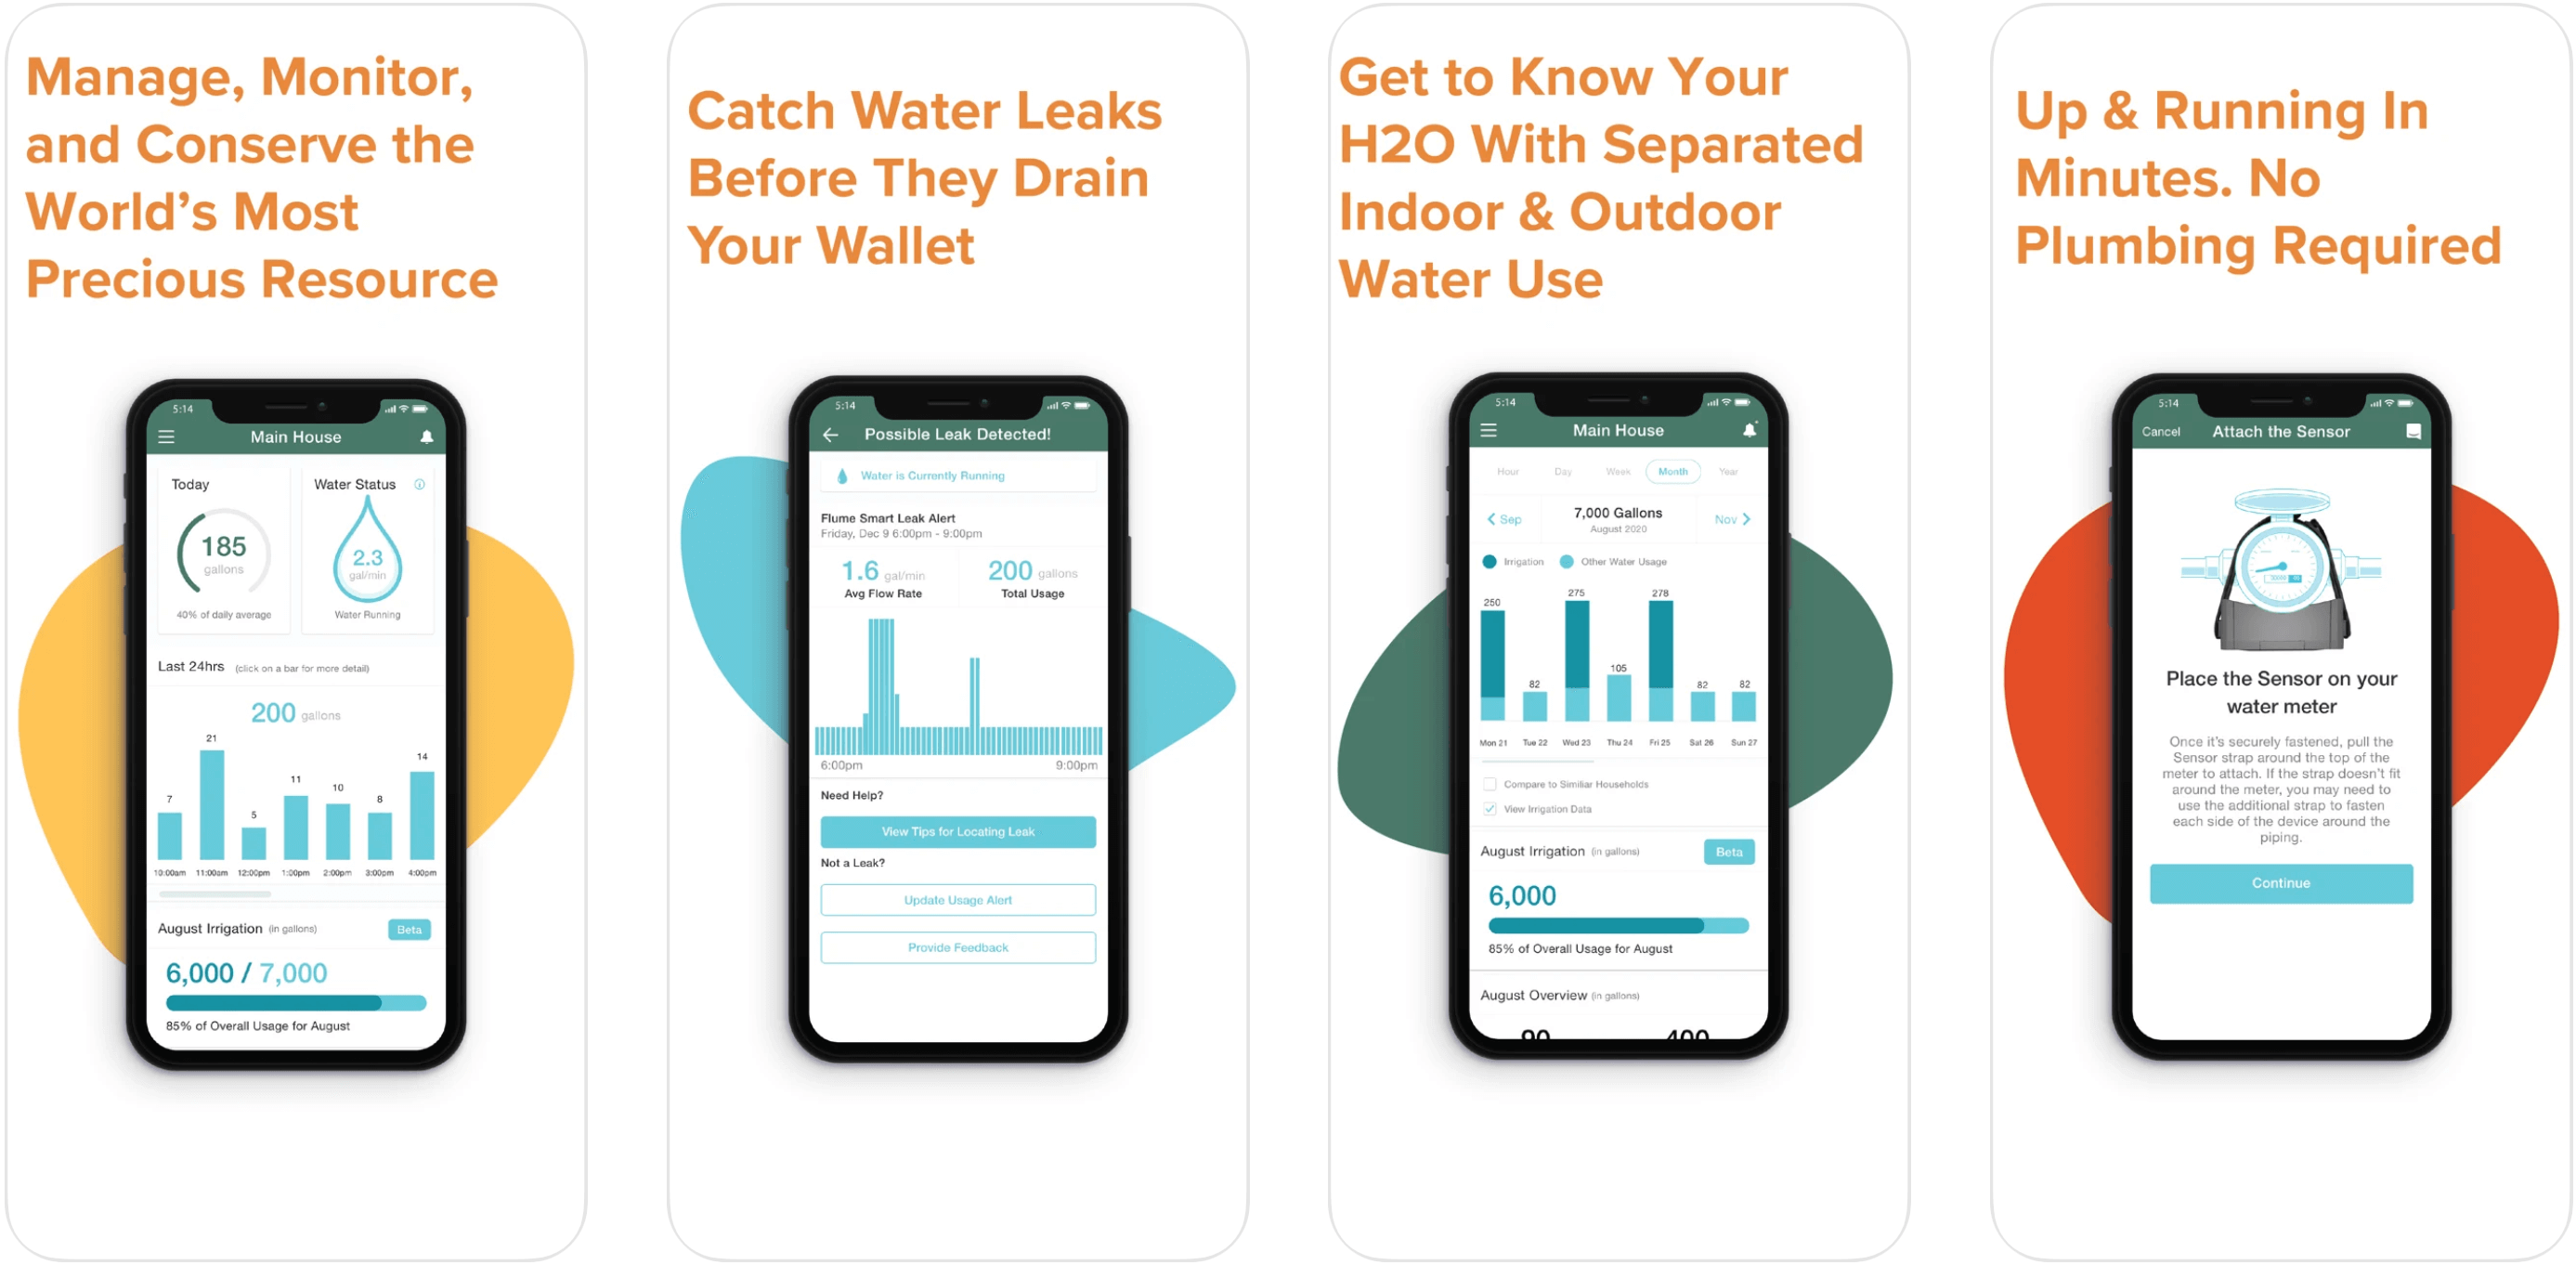 Manage, Monitor,
and Conserve the
World's Most
Precious Resource
5:14
Main House
Today
185
gallons
40% of daily average
Water Status
2.3
gal/min
Water Running
Last 24hrs (click on a bar for more detail)
200 gallons
7 21 5 11 10 8 14
10:00am 11:00am 12:00pm 1:00pm 2:00pm 3:00pm 4:00pm
August Irrigation (in gallons) Beta
6,000 / 7,000
85% of Overall Usage for August
Catch Water Leaks
Before They Drain
Your Wallet
5:14
Possible Leak Detected!
Water is Currently Running
Flume Smart Leak Alert
Friday, Dec 9 6:00pm - 9:00pm
1.6 gal/min
Avg Flow Rate
200 gallons
Total Usage
6:00pm 9:00pm
Need Help?
View Tips for Locating Leak
Not a Leak?
Update Usage Alert
Provide Feedback
Get to Know Your
H2O With Separated
Indoor & Outdoor
Water Use
5:14
Main House
Hour Day Week Month Year
Sep
7,000 Gallons
August 2020
Nov
Irrigation Other Water Usage
250 82 275 105 278 82 82
Mon 21 Tue 22 Wed 23 Thu 24 Fri 25 Sat 26 Sun 27
Compare to Similiar Households
View Irrigation Data
August Irrigation (in gallons) Beta
6,000
85% of Overall Usage for August
August Overview (in gallons)
Up & Running In
Minutes. No
Plumbing Required
5:14
Cancel Attach the Sensor
Place the Sensor on your
water meter
Once it's securely fastened, pull the
Sensor strap around the top of the
meter to attach. If the strap doesn't fit
around the meter, you may need to
use the additional strap to fasten
each side of the device around the
piping.
Continue